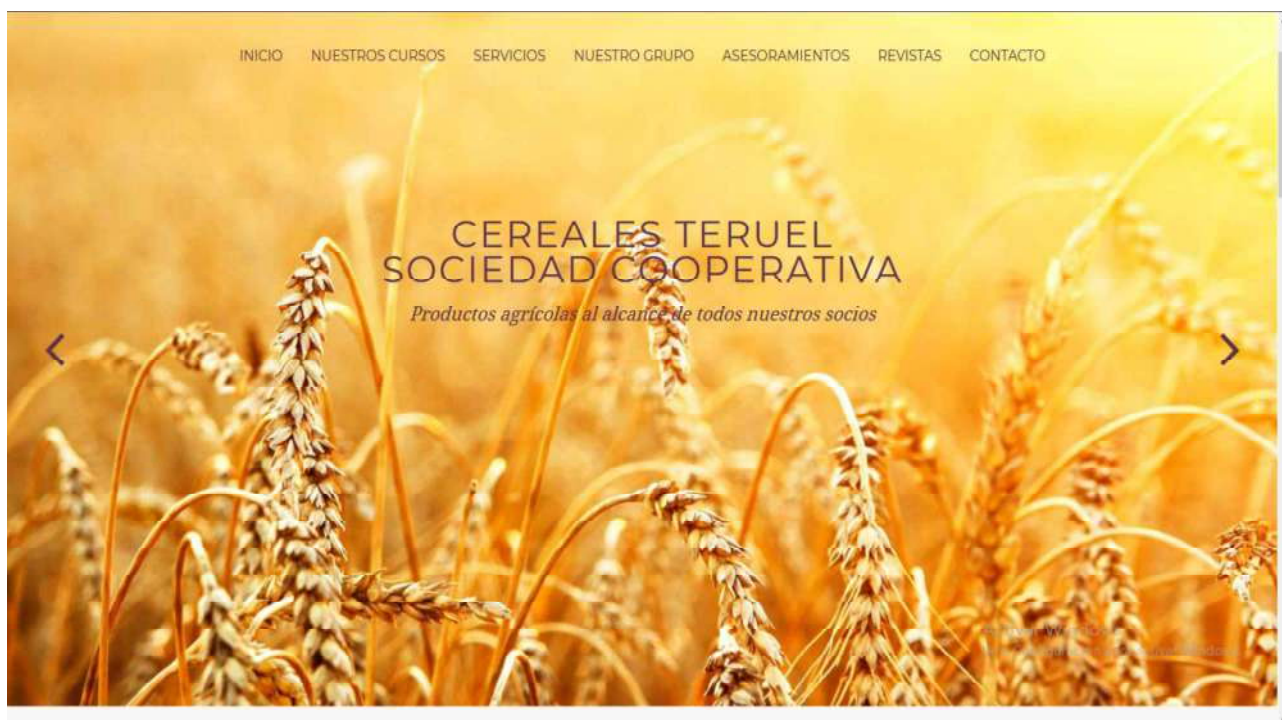 INICIO NUESTROS CURSOS SERVICIOS NUESTRO GRUPO ASESORAMIENTOS REVISTAS CONTACTO
CEREALES TERUEL
SOCIEDAD COOPERATIVA
Productos agrícolas al alcance de todos nuestros socios